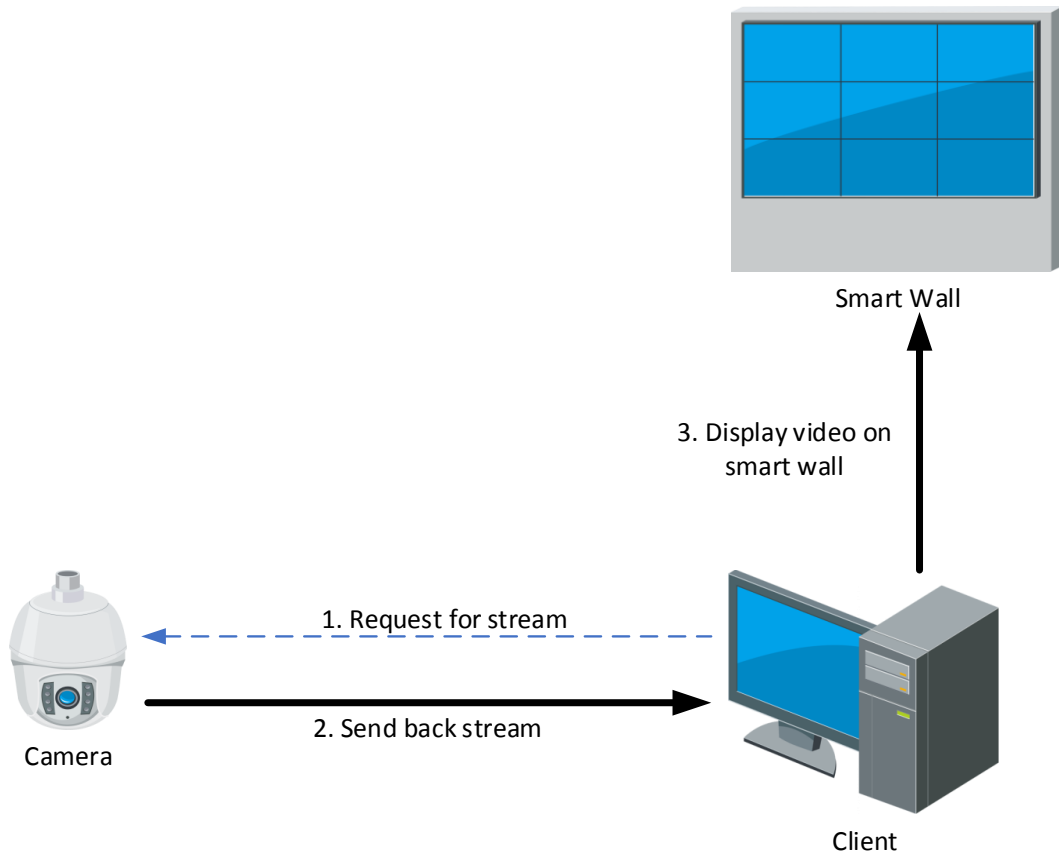 Smart Wall
3. Display video on
smart wall
1. Request for stream
2. Send back stream
Camera
Client